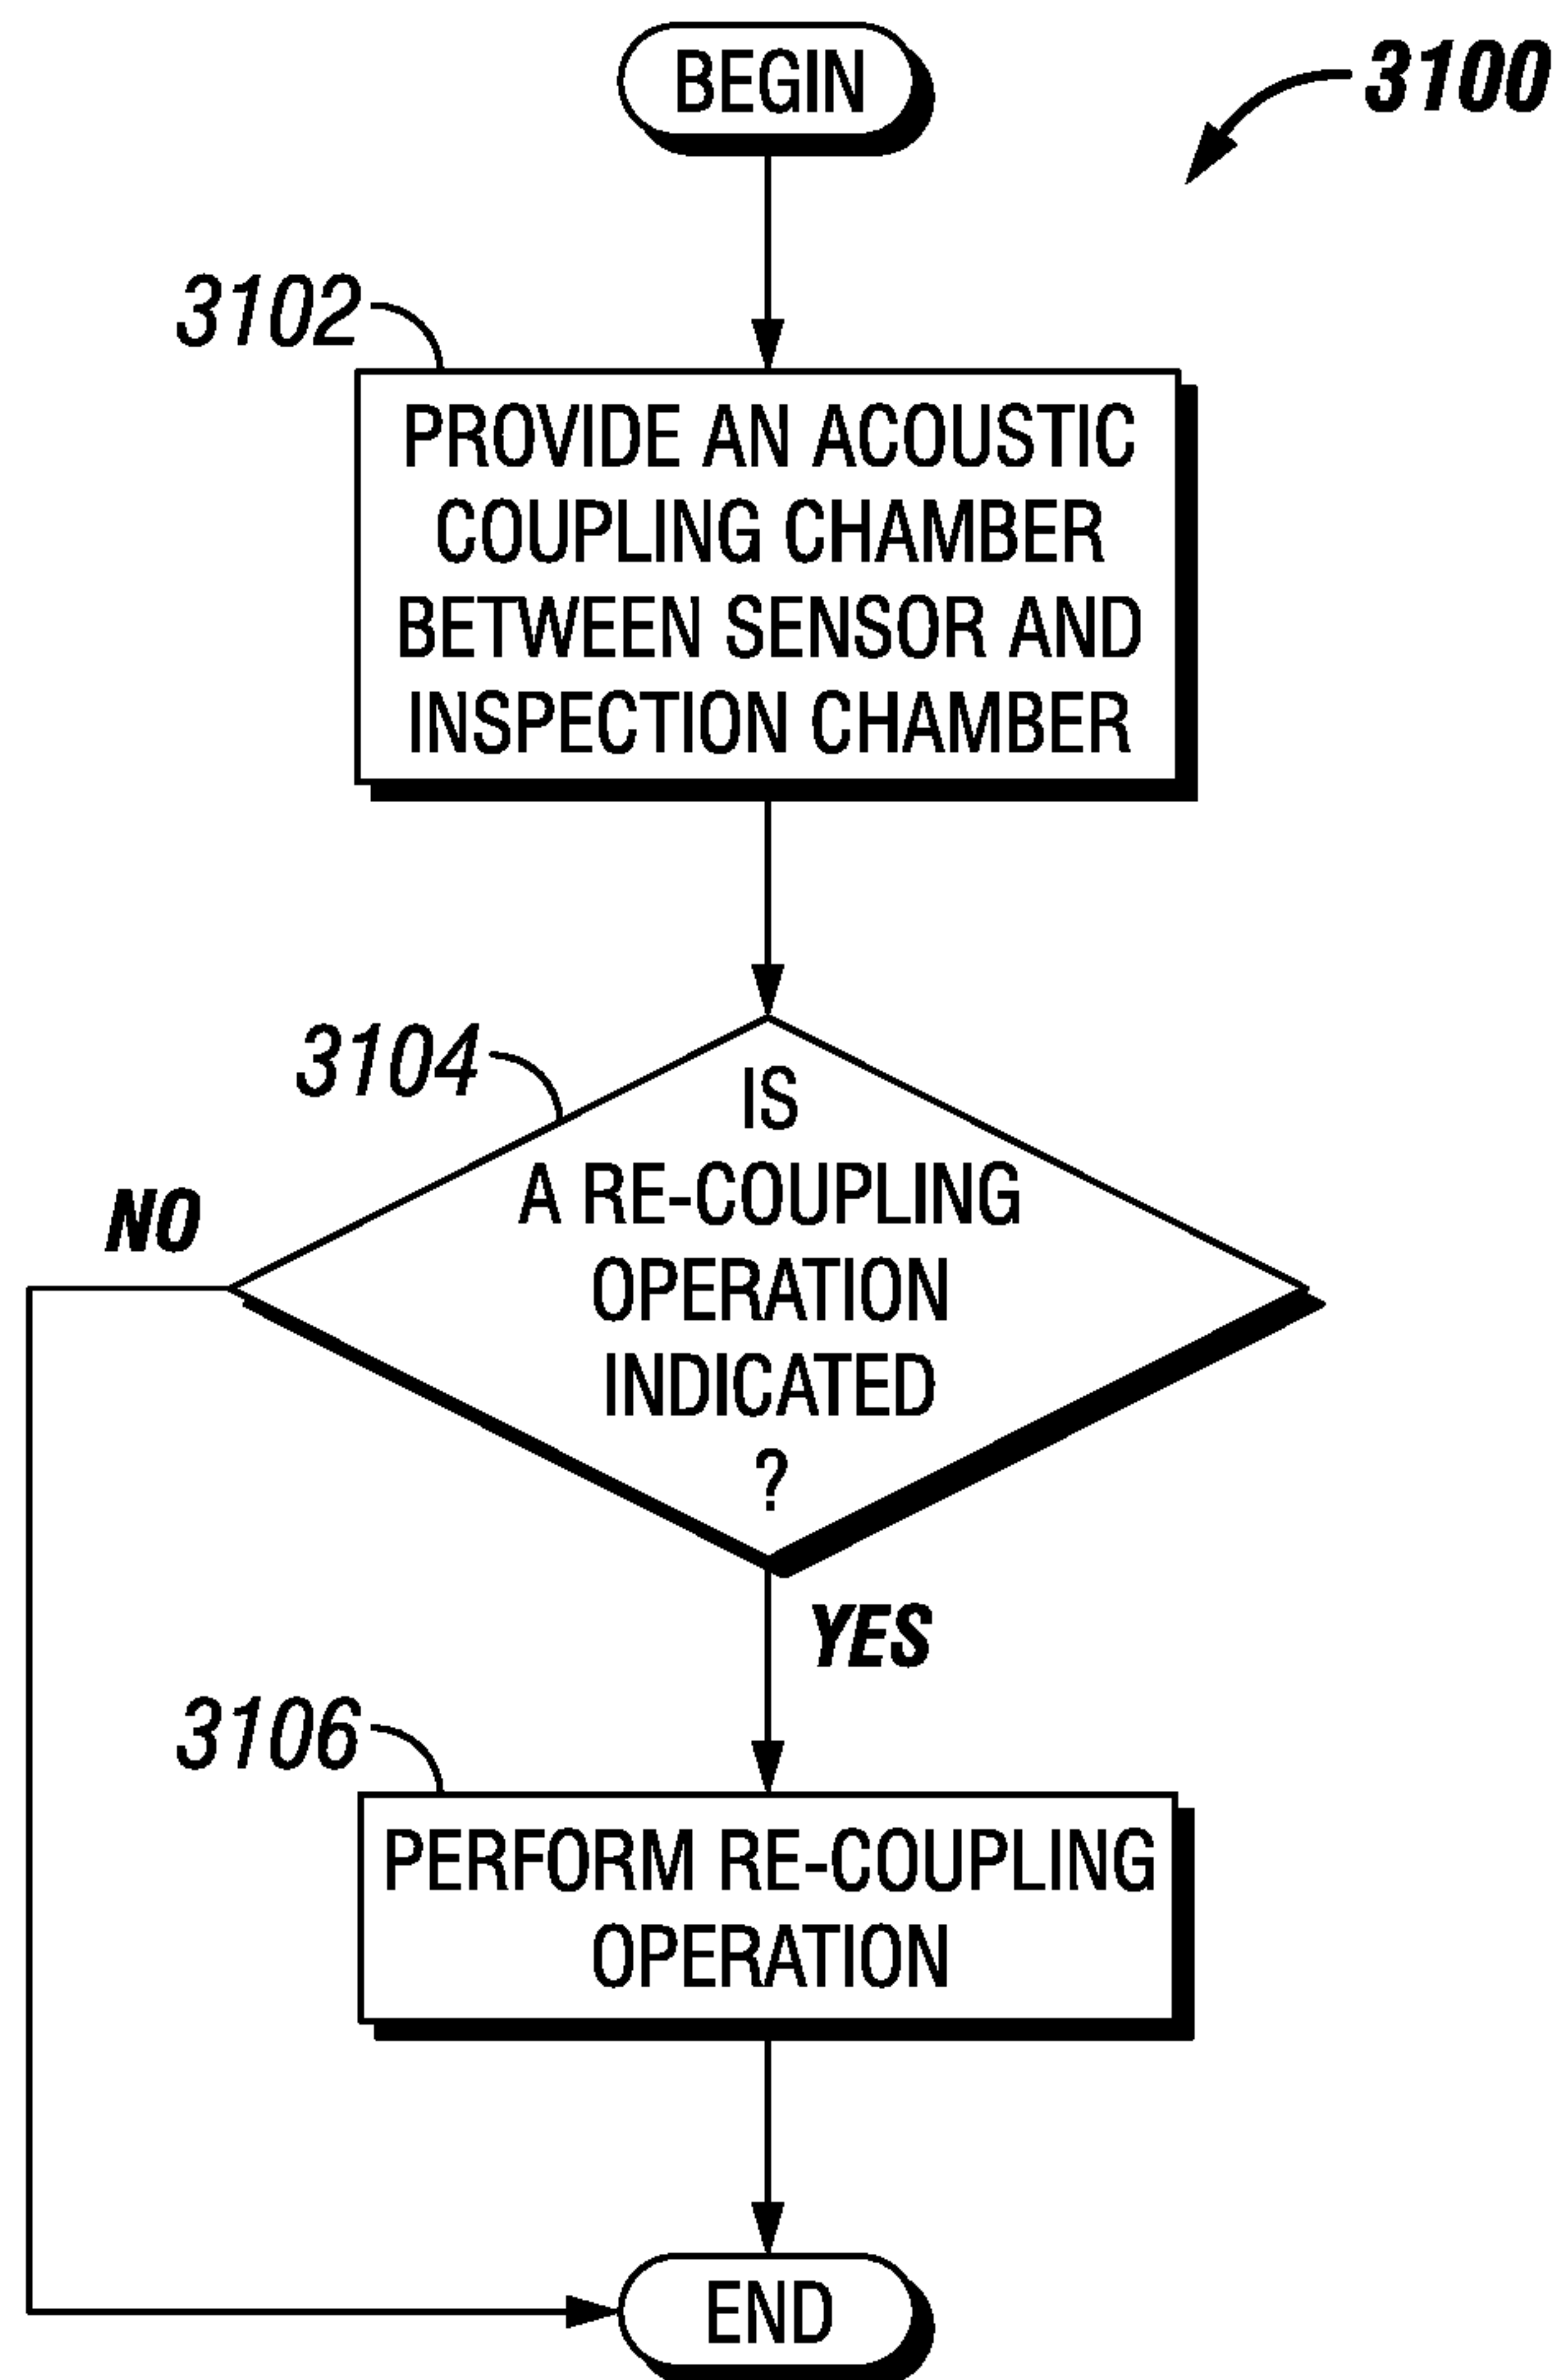 BEGIN
3100
3102
PROVIDE AN ACOUSTIC
COUPLING CHAMBER
BETWEEN SENSOR AND
INSPECTION CHAMBER
3104
IS
A RE-COUPLING
OPERATION
INDICATED
?
NO
YES
3106
PERFORM RE-COUPLING
OPERATION
END